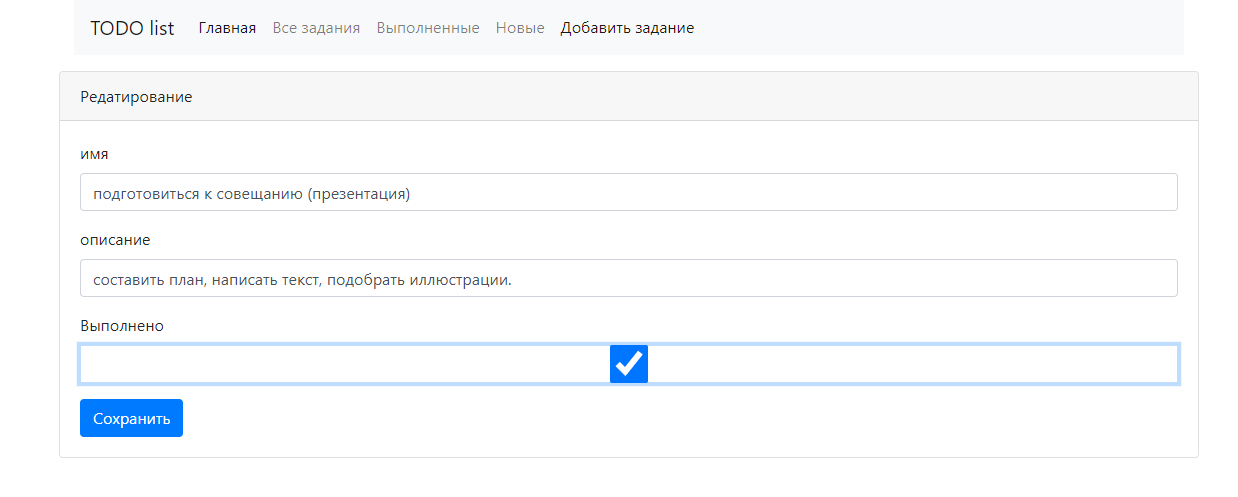 TODO list Главная Все задания Выполненные Новые Добавить задание
Редатирование
имя
подготовиться к совещанию (презентация)
описание
составить план, написать текст, подобрать иллюстрации.
Выполнено
Сохранить